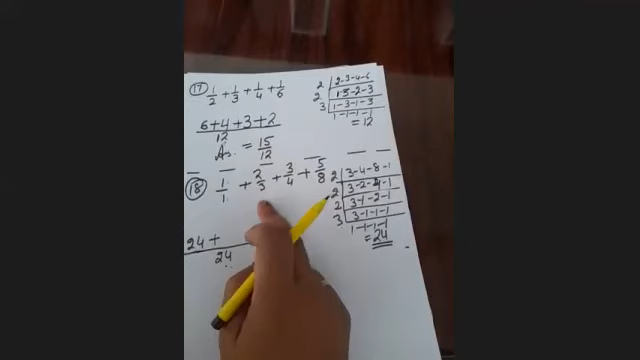 17 1/2 + 1/3 + 1/4 + 1/6
6+4+3+2
12
Ans. = 15/12
2 | 2-3-4-6
2 | 1-3-2-3
3 | 1-3-1-3
1-1-1-1
= 12
18 1/1 + 2/3 + 3/4 + 5/8
24 +
24
2 | 3-4-8-1
2 | 3-2-4-1
2 | 3-1-2-1
3 | 3-1-1-1
1-1-1-1
= 24